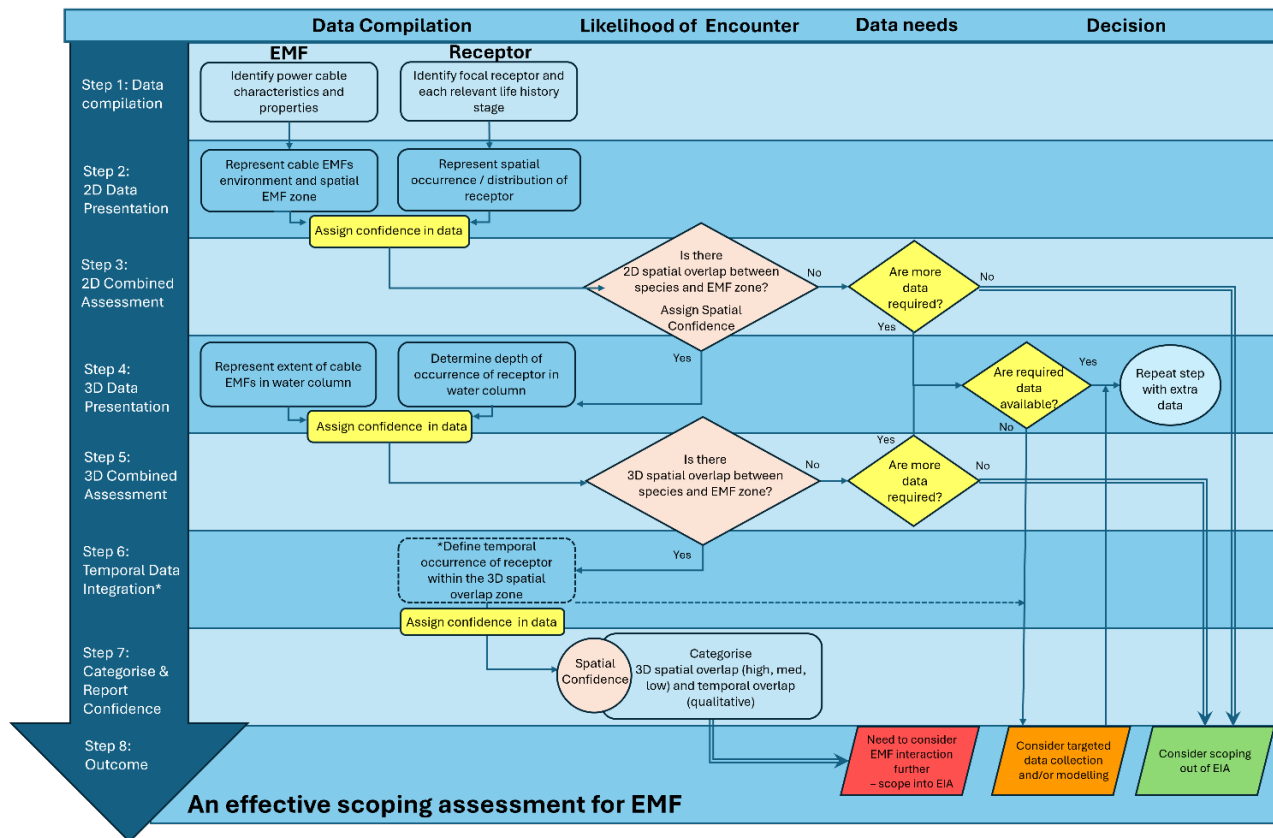 Data Compilation
Likelihood of Encounter
Data needs
Decision
EMF
Receptor
Step 1: Data
compilation
Identify power cable
characteristics and
properties
Identify focal receptor and
each relevant life history
stage
Step 2:
2D Data
Presentation
Represent cable EMFs
environment and spatial
EMF zone
Represent spatial
occurrence / distribution of
receptor
Assign confidence in data
Step 3:
2D Combined
Assessment
Is there
2D spatial overlap between
species and EMF zone?
Assign Spatial
Confidence
No
Are more
data
required?
No
Yes
Yes
Step 4:
3D Data
Presentation
Represent extent of cable
EMFs in water column
Determine depth of
occurrence of receptor in
water column
Assign confidence in data
Are required
data
available?
Yes
No
Repeat step
with extra
data
Step 5:
3D Combined
Assessment
Is there
3D spatial overlap between
species and EMF zone?
No
Yes
Are more
data
required?
No
Yes
Step 6:
Temporal Data
Integration*
*Define temporal
occurrence of receptor
within the 3D spatial
overlap zone
Assign confidence in data
Step 7:
Categorise &
Report
Confidence
Spatial
Confidence
Categorise
3D spatial overlap (high, med,
low) and temporal overlap
(qualitative)
Step 8:
Outcome
Need to consider
EMF interaction
further
– scope into EIA
Consider targeted
data collection
and/or modelling
Consider scoping
out of EIA
An effective scoping assessment for EMF